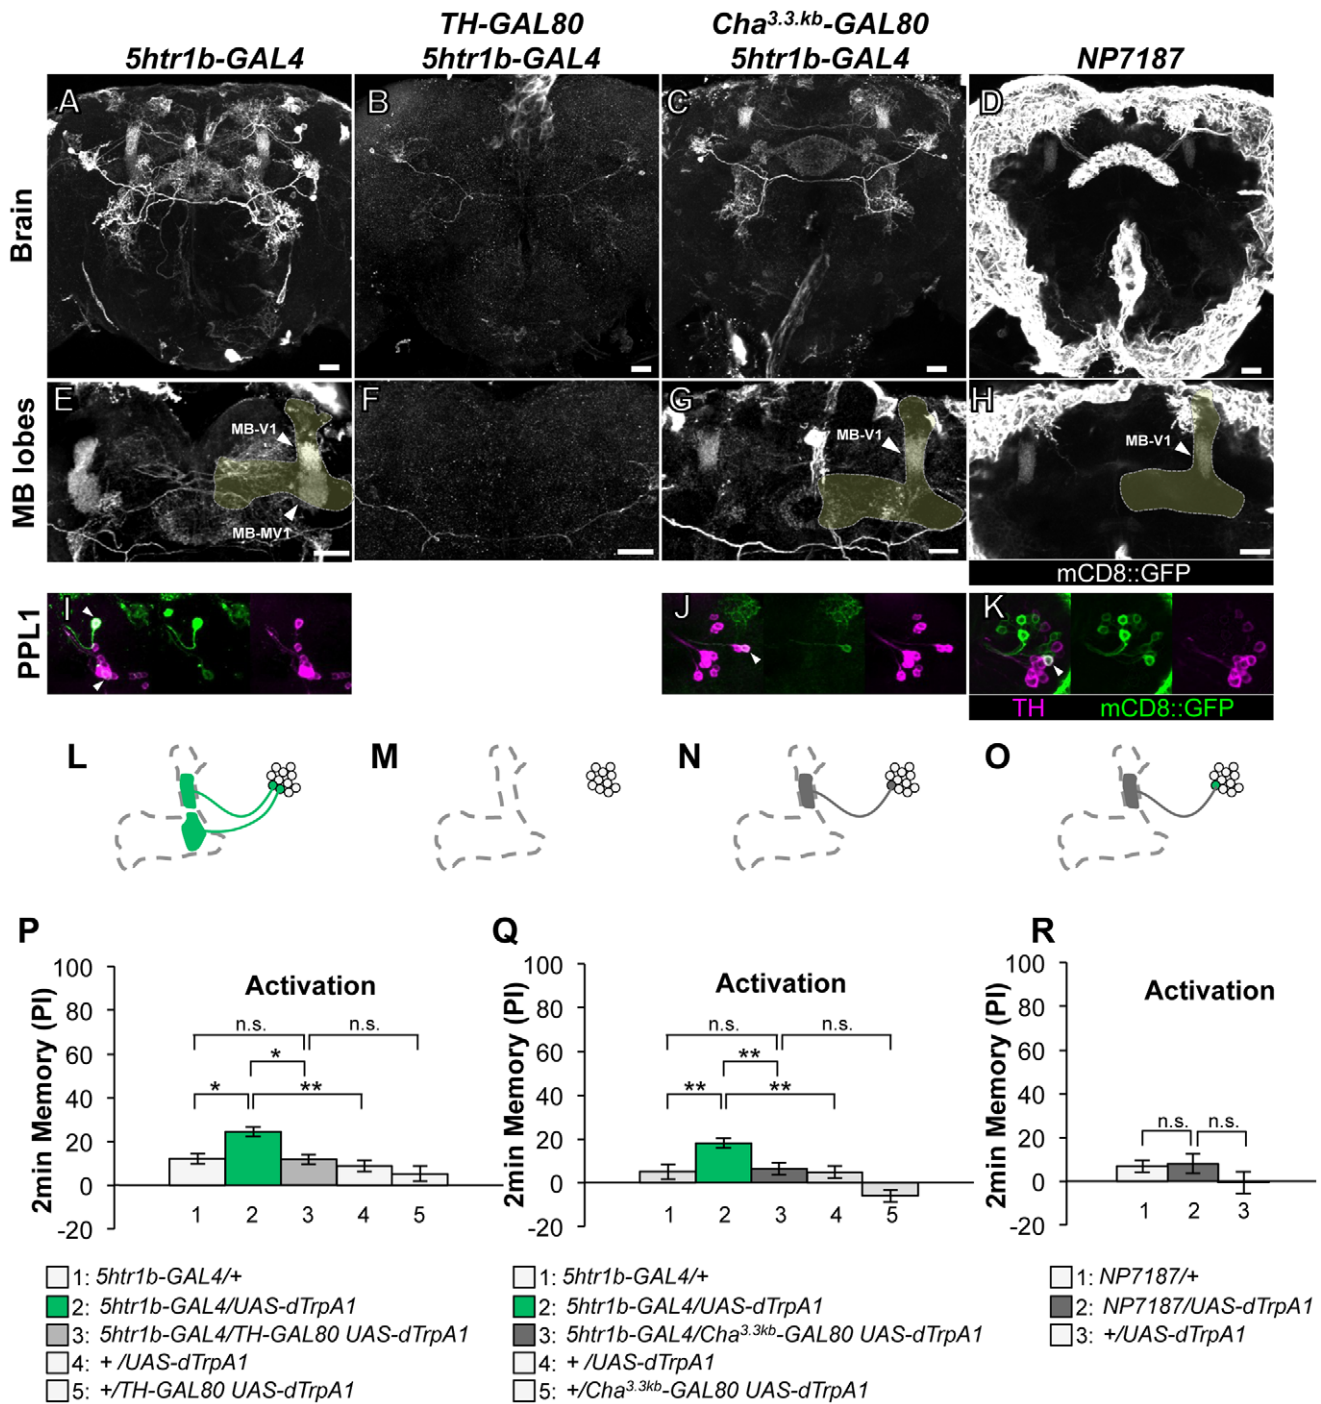 TH-GAL80
Cha3.3.kb-GAL80
5htr1b-GAL4
5htr1b-GAL4
5htr1b-GAL4
NP7187
Brain
A
B
C
D
MB lobes
E
MB-V1
MB-MV1
F
G
MB-V1
H
MB-V1
mCD8::GFP
PPL1
I
J
K
TH
mCD8::GFP
L
M
N
O
P
Activation
2min Memory (PI)
100
80
60
40
20
0
-20
n.s.
n.s.
*
*
**
1 2 3 4 5
1: 5htr1b-GAL4/+
2: 5htr1b-GAL4/UAS-dTrpA1
3: 5htr1b-GAL4/TH-GAL80 UAS-dTrpA1
4: + /UAS-dTrpA1
5: +/TH-GAL80 UAS-dTrpA1
Q
Activation
2min Memory (PI)
100
80
60
40
20
0
-20
n.s.
n.s.
**
**
**
1 2 3 4 5
1: 5htr1b-GAL4/+
2: 5htr1b-GAL4/UAS-dTrpA1
3: 5htr1b-GAL4/Cha3.3kb-GAL80 UAS-dTrpA1
4: + /UAS-dTrpA1
5: +/Cha3.3kb-GAL80 UAS-dTrpA1
R
Activation
2min Memory (PI)
100
80
60
40
20
0
-20
n.s.
n.s.
1 2 3
1: NP7187/+
2: NP7187/UAS-dTrpA1
3: +/UAS-dTrpA1